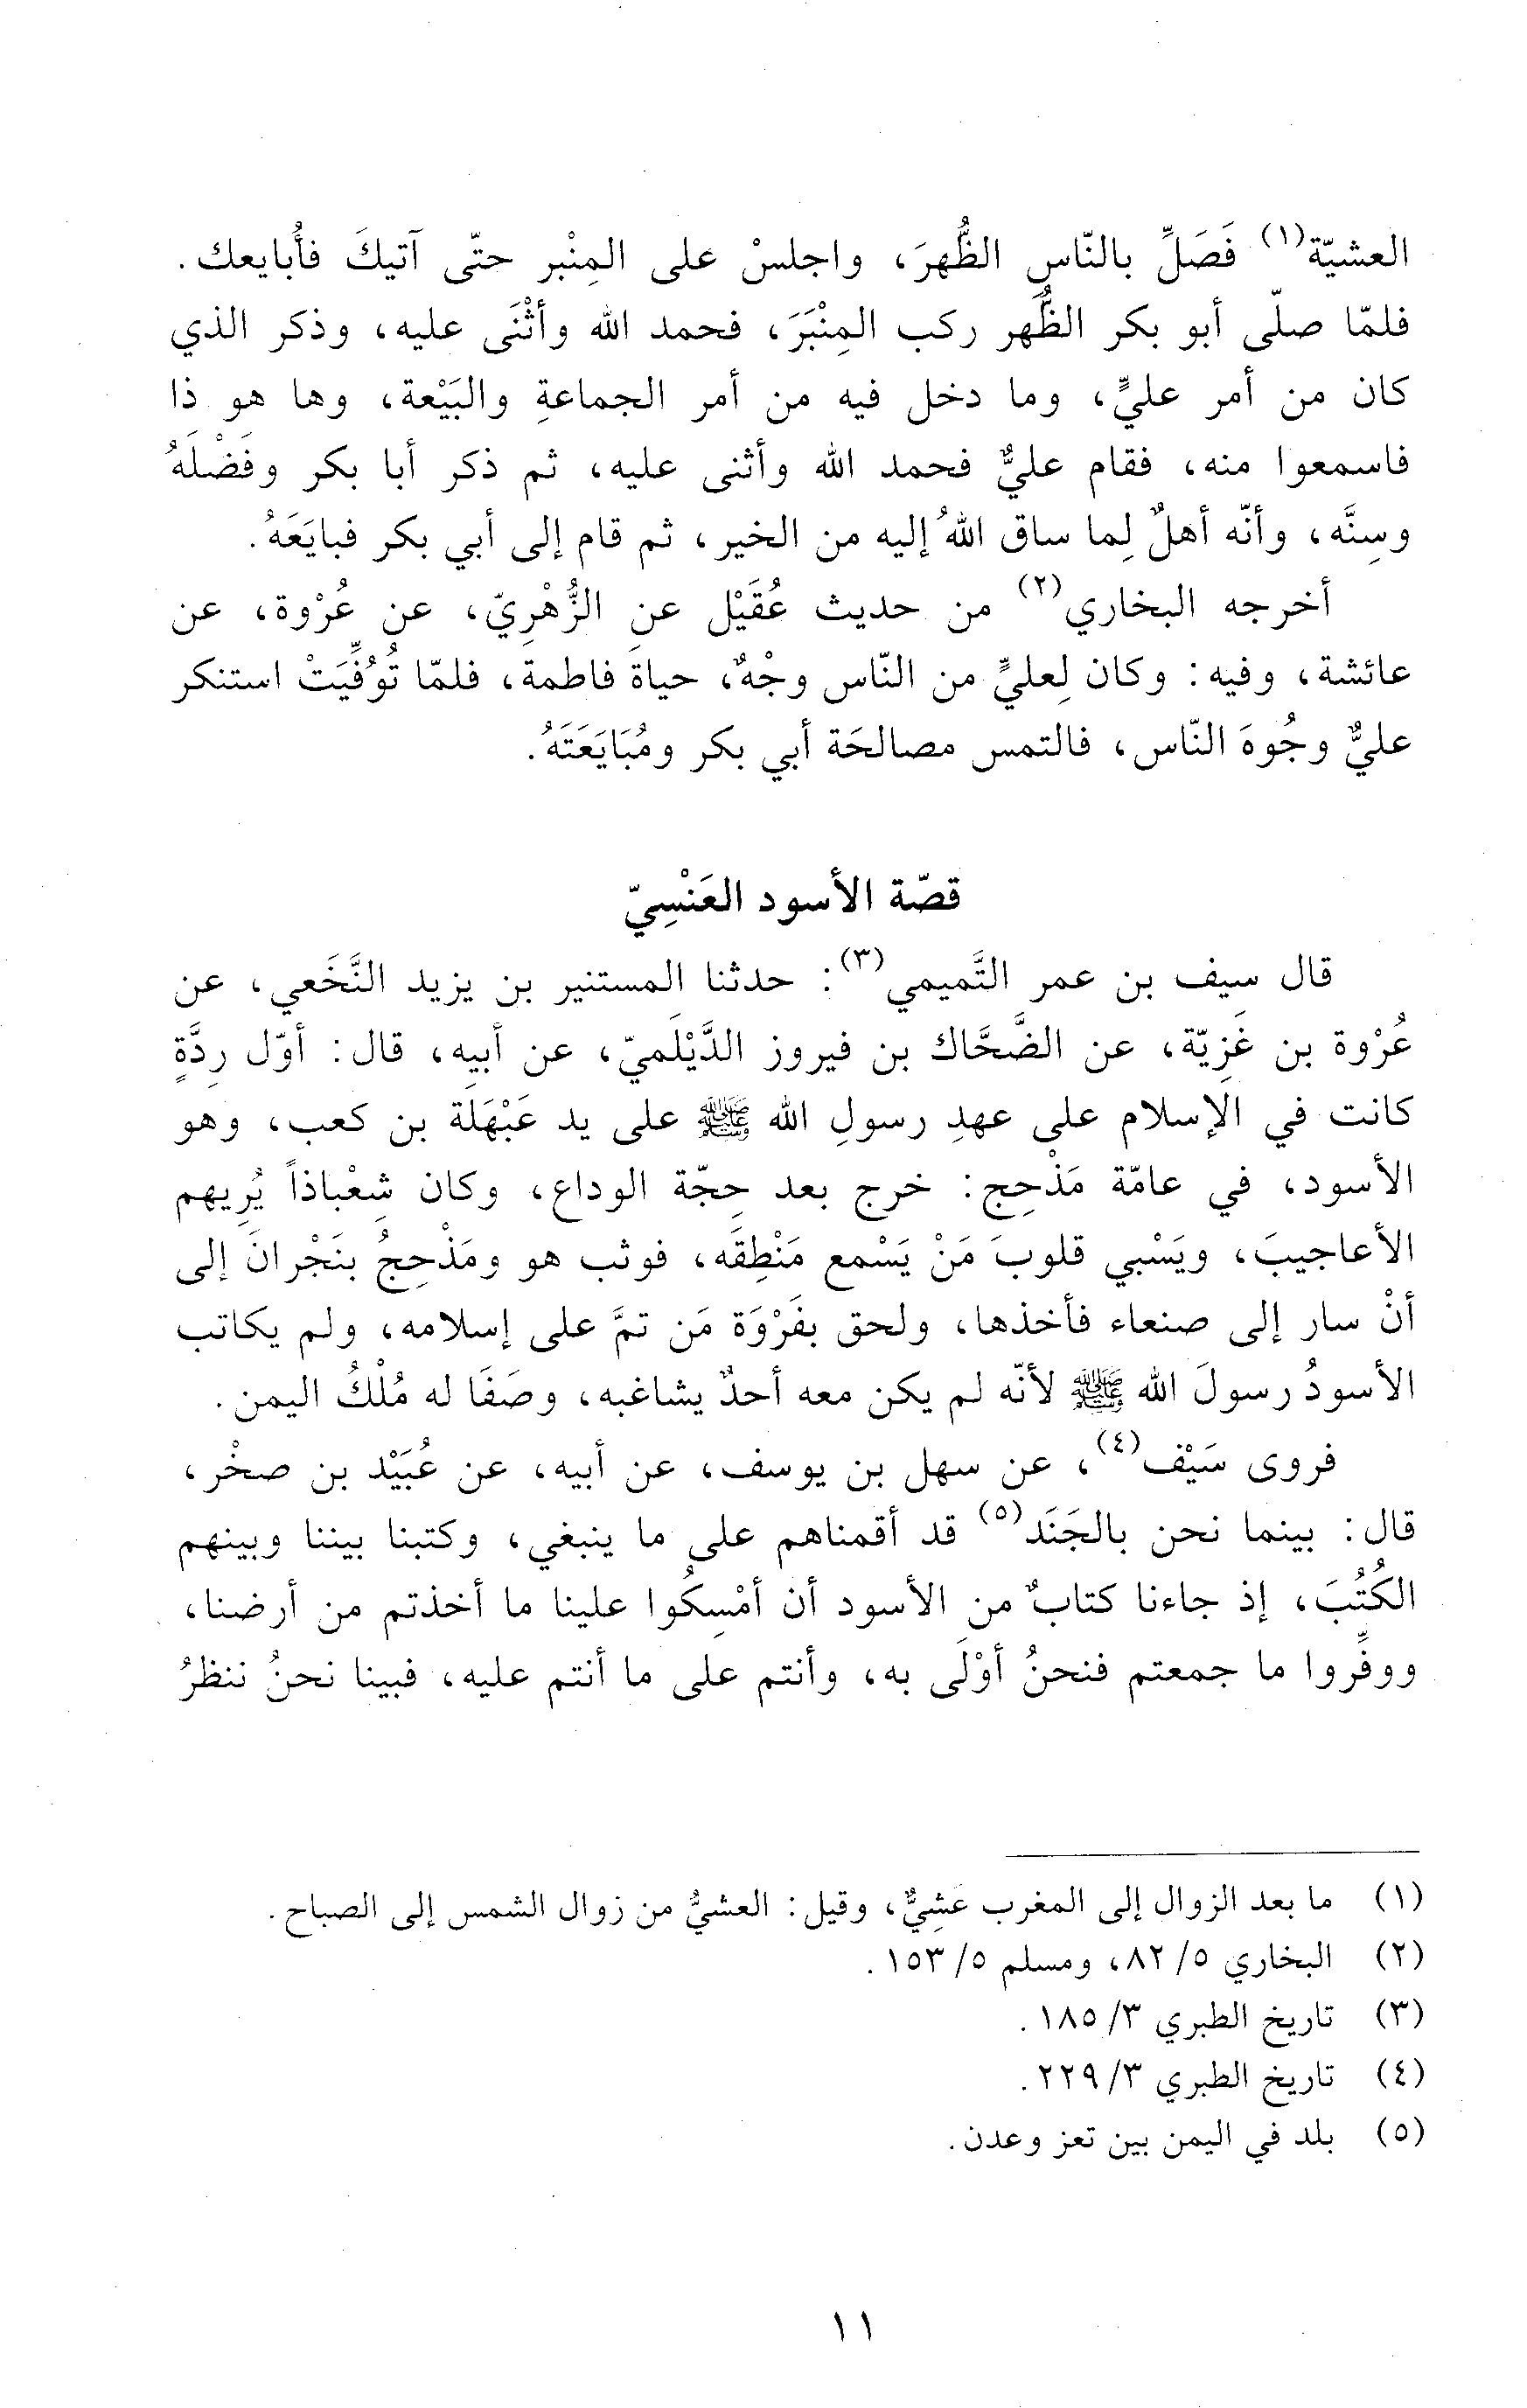 العشيّة(١) فَصَلِّ بالنّاسِ الظُّهرَ، واجلسْ على المِنْبر حتّى آتيكَ فأُبايعك.
فلمّا صلّى أبو بكر الظُّهر ركب المِنْبَرَ، فحمد الله وأثْنَى عليه، وذكر الذي
كان من أمر عليٍّ، وما دخل فيه من أمر الجماعةِ والبَيْعة، وها هو ذا
فاسمعوا منه، فقام عليٌّ فحمد الله وأثنى عليه، ثم ذكر أبا بكر وفَضْلَهُ
وسِنَّه، وأنّه أهلٌ لِما ساق اللهُ إليه من الخير، ثم قام إلى أبي بكر فبايَعَهُ.
أخرجه البخاري(٢) من حديث عُقَيْل عن الزُّهْرِيّ، عن عُرْوة، عن
عائشة، وفيه: وكان لِعليٍّ من النّاس وجْهٌ، حياةَ فاطمة، فلمّا تُوُفِّيَتْ استنكر
عليٌّ وجُوهَ النّاس، فالتمس مصالحَة أبي بكر ومُبَايَعَتَهُ.
قصّة الأسود العَنْسِيّ
قال سيف بن عمر التَّميمي(٣): حدثنا المستنير بن يزيد النَّخَعي، عن
عُرْوة بن غَزِيّة، عن الضَّحَّاك بن فيروز الدَّيْلَميّ، عن أبيه، قال: أوّل رِدَّةٍ
كانت في الإسلام على عهدِ رسولِ الله ﷺ على يد عَبْهَلَة بن كعب، وهو
الأسود، في عامّة مَذْحِج: خرج بعد حِجّة الوداع، وكان شِعْباذاً يُرِيهم
الأعاجيبَ، ويَسْبي قلوبَ مَنْ يَسْمع مَنْطِقَه، فوثب هو ومَذْحِجُ بنَجْرانَ إلى
أنْ سار إلى صنعاء فأخذها، ولحق بفَرْوَة مَن تمَّ على إسلامه، ولم يكاتب
الأسودُ رسولَ الله ﷺ لأنّه لم يكن معه أحدٌ يشاغبه، وصَفَا له مُلْكُ اليمن.
فروى سَيْف(٤)، عن سهل بن يوسف، عن أبيه، عن عُبَيْد بن صخْر،
قال: بينما نحن بالجَنَد(٥) قد أقمناهم على ما ينبغي، وكتبنا بيننا وبينهم
الكُتُبَ، إذ جاءنا كتابٌ من الأسود أن أمْسِكُوا علينا ما أخذتم من أرضنا،
ووفِّروا ما جمعتم فنحنُ أوْلَى به، وأنتم على ما أنتم عليه، فبينا نحنُ ننظرُ
(١) ما بعد الزوال إلى المغرب عَشِيٌّ، وقيل: العشيُّ من زوال الشمس إلى الصباح.
(٢) البخاري ٥/ ٨٢، ومسلم ٥/ ١٥٣.
(٣) تاريخ الطبري ٣/ ١٨٥.
(٤) تاريخ الطبري ٣/ ٢٢٩.
(٥) بلد في اليمن بين تعز وعدن.
١١